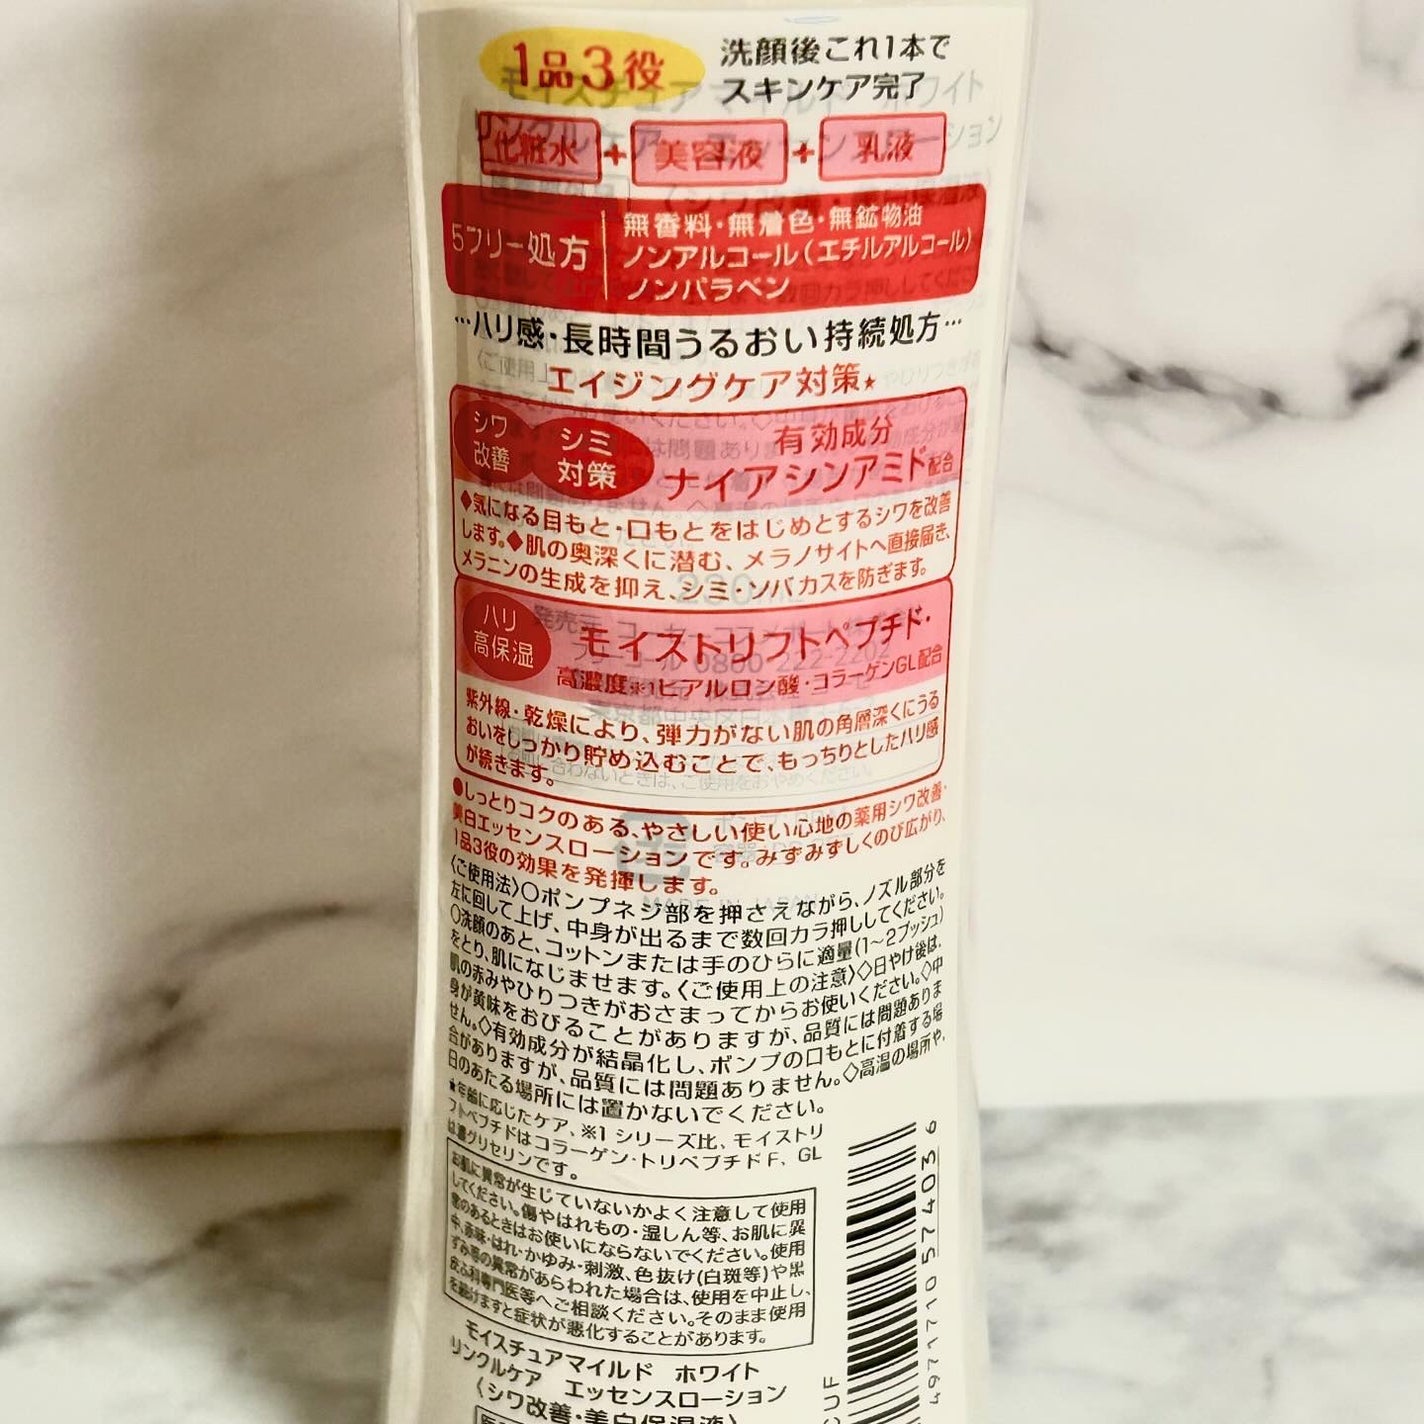 1品3役
洗顔後これ1本で
スキンケア完了
化粧水+美容液+乳液
5フリー処方
無香料・無着色・無鉱物油
ノンアルコール(エチルアルコール)
ノンパラベン
…ハリ感・長時間うるおい持続処方…
エイジングケア対策★
シワ
改善
シミ
対策
有効成分
ナイアシンアミド配合
◆気になる目もと・口もとをはじめとするシワを改善
します。◆肌の奥深くに潜む、メラノサイトへ直接届き、
メラニンの生成を抑え、シミ・ソバカスを防ぎます。
ハリ
高保湿
モイストリフトペプチド・
高濃度※1ヒアルロン酸・コラーゲンGL配合
紫外線・乾燥により、弾力がない肌の角層深くにうる
おいをしっかり貯め込むことで、もっちりとしたハリ感
が続きます。
●しっとりコクのある、やさしい使い心地の薬用シワ改善・
美白エッセンスローションです。みずみずしくのび広がり、
1品3役の効果を発揮します。
〈ご使用法〉○ポンプネジ部を押さえながら、ノズル部分を
左に回して上げ、中身が出るまで数回カラ押ししてください。
○洗顔のあと、コットンまたは手のひらに適量(1〜2プッシュ)
をとり、肌になじませます。〈ご使用上の注意〉◇日やけ後は、
肌の赤みやひりつきがおさまってからお使いください。◇中
身が黄味をおびることがありますが、品質には問題ありま
せん。◇有効成分が結晶化し、ポンプの口もとに付着する場
合がありますが、品質には問題ありません。◇高温の場所や、
日のあたる場所には置かないでください。
★年齢に応じたケア、※1 シリーズ比、モイストリ
フトペプチドはコラーゲン・トリペプチドF、GL
は濃グリセリンです。
お肌に異常が生じていないかよく注意して使用
してください。傷やはれもの・湿しん等、お肌に異
常のあるときはお使いにならないでください。使用
中、赤味・はれ・かゆみ・刺激、色抜け(白斑等)や黒
ずみ等の異常があらわれた場合は、使用を中止し、
皮ふ科専門医等へご相談ください。そのまま使用
を続けますと症状が悪化することがあります。
モイスチュアマイルド ホワイト
リンクルケア エッセンスローション
〈シワ改善・美白保湿液〉
4971710 574036